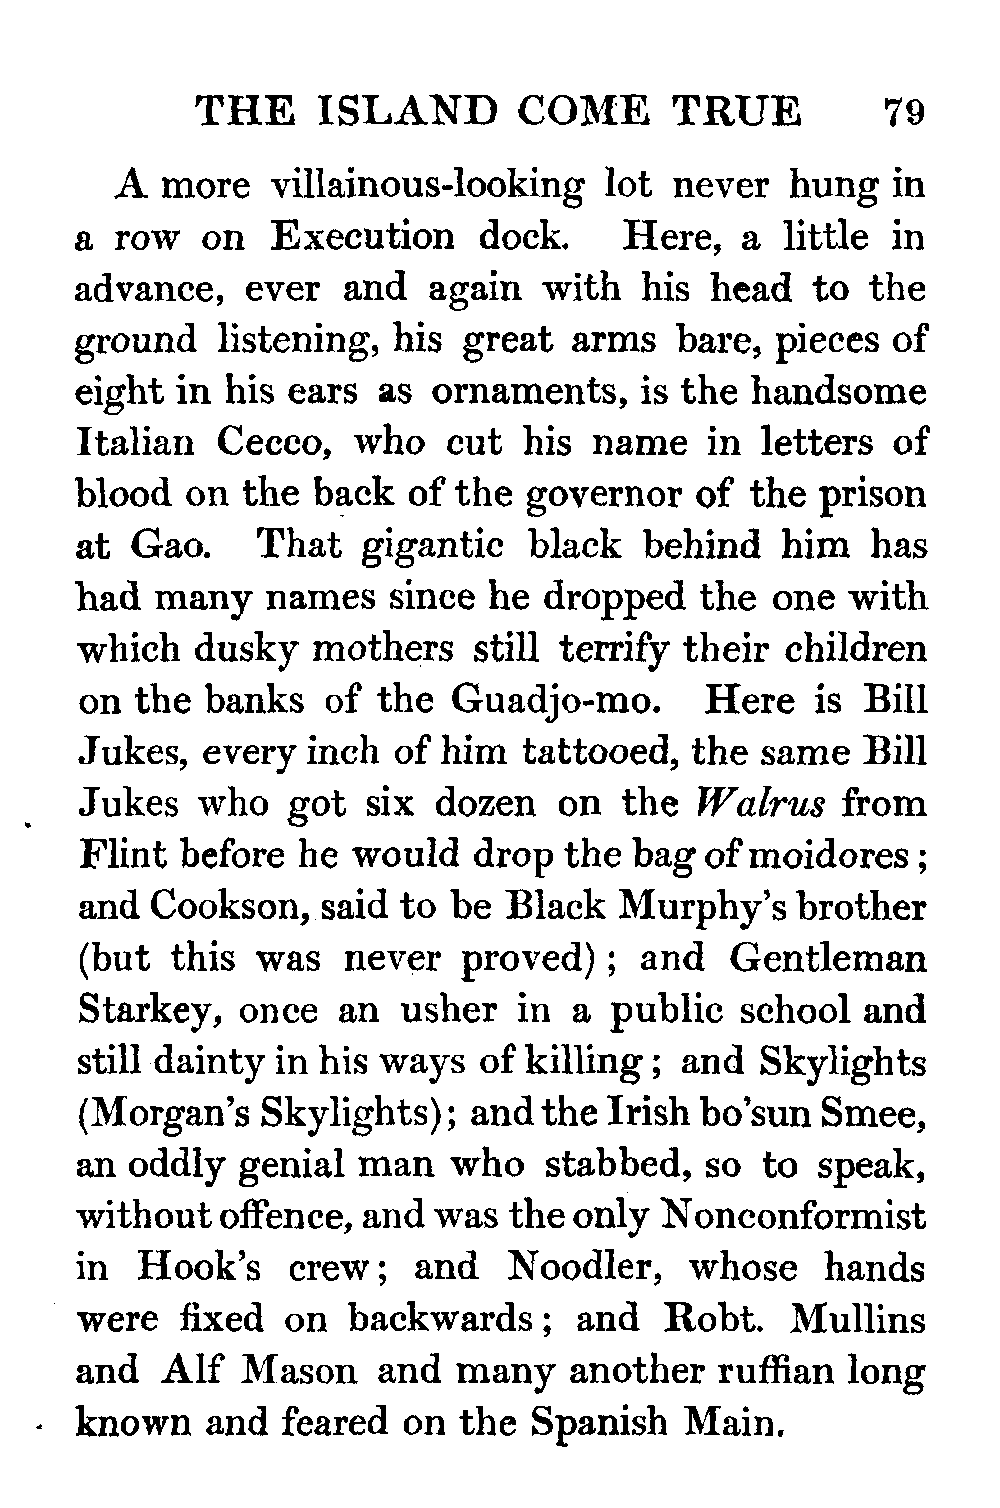 THE ISLAND COME TRUE 79
A more villainous-looking lot never hung in
a row on Execution dock. Here, a little in
advance, ever and again with his head to the
ground listening, his great arms bare, pieces of
eight in his ears as ornaments, is the handsome
Italian Cecco, who cut his name in letters of
blood on the back of the governor of the prison
at Gao. That gigantic black behind him has
had many names since he dropped the one with
which dusky mothers still terrify their children
on the banks of the Guadjo-mo. Here is Bill
Jukes, every inch of him tattooed, the same Bill
Jukes who got six dozen on the Walrus from
Flint before he would drop the bag of moidores ;
and Cookson, said to be Black Murphy's brother
(but this was never proved) ; and Gentleman
Starkey, once an usher in a public school and
still dainty in his ways of killing ; and Skylights
(Morgan's Skylights) ; and the Irish bo'sun Smee,
an oddly genial man who stabbed, so to speak,
without offence, and was the only Nonconformist
in Hook's crew ; and Noodler, whose hands
were fixed on backwards ; and Robt. Mullins
and Alf Mason and many another ruffian long
known and feared on the Spanish Main.